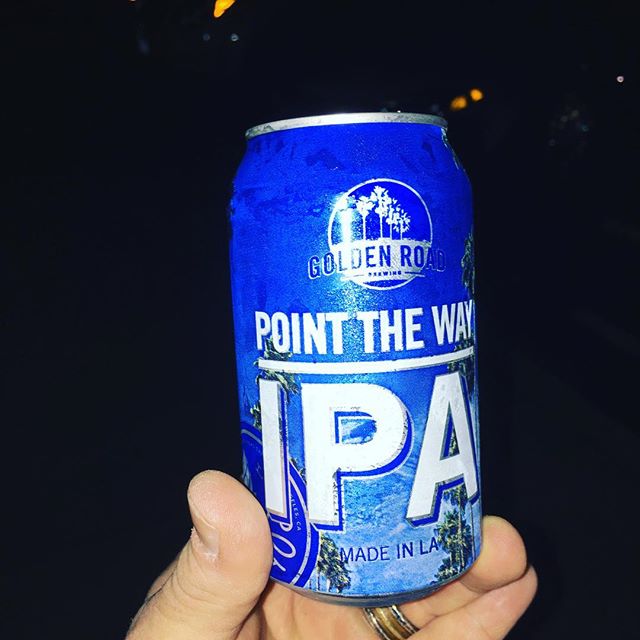 GOLDEN ROAD
BREWING
POINT THE WAY
IPA
MADE IN LA